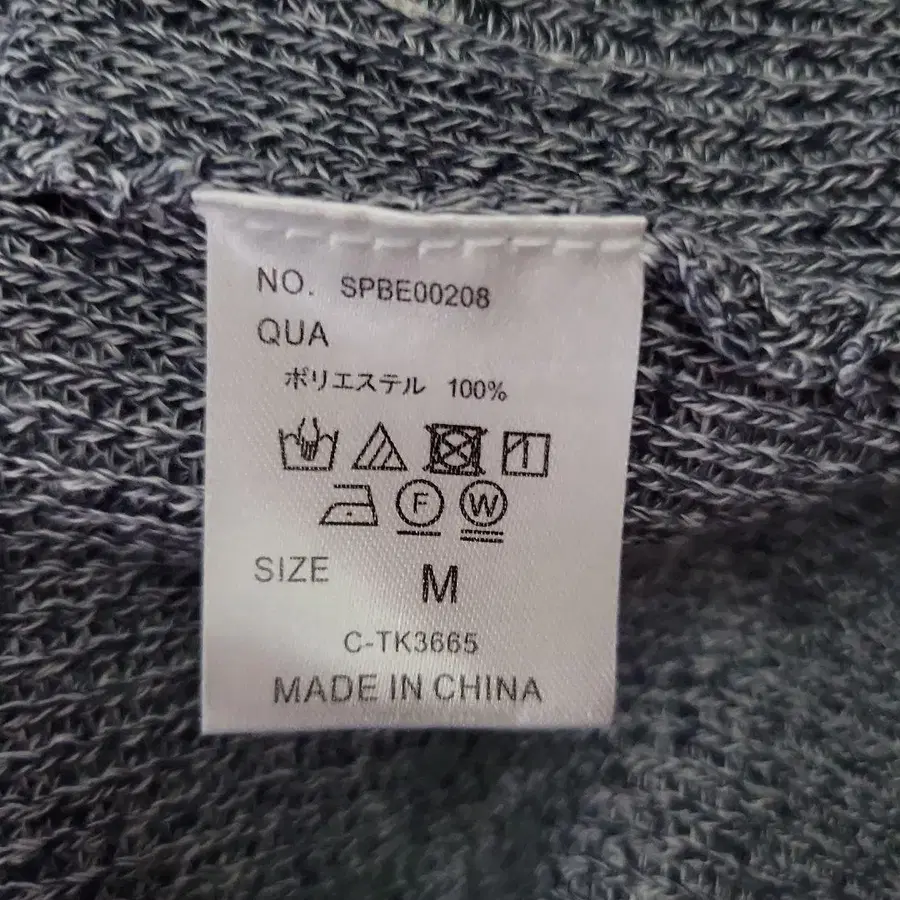 NO. SPBE00208
QUA
ポリエステル 100%
F W
SIZE M
C-TK3665
MADE IN CHINA